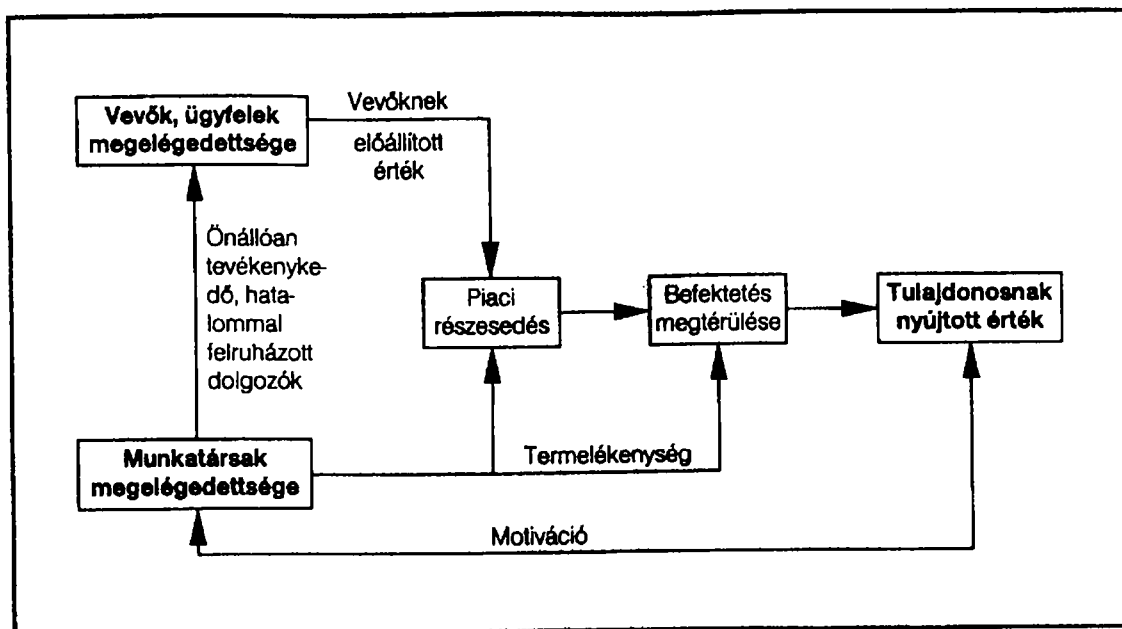 Vevők, ügyfelek
megelégedettsége
Vevőknek
előállított
érték
Önállóan
tevékenyke-
dő, hata-
lommal
felruházott
dolgozók
Piaci
részesedés
Befektetés
megtérülése
Tulajdonosnak
nyújtott érték
Munkatársak
megelégedettsége
Termelékenység
Motiváció